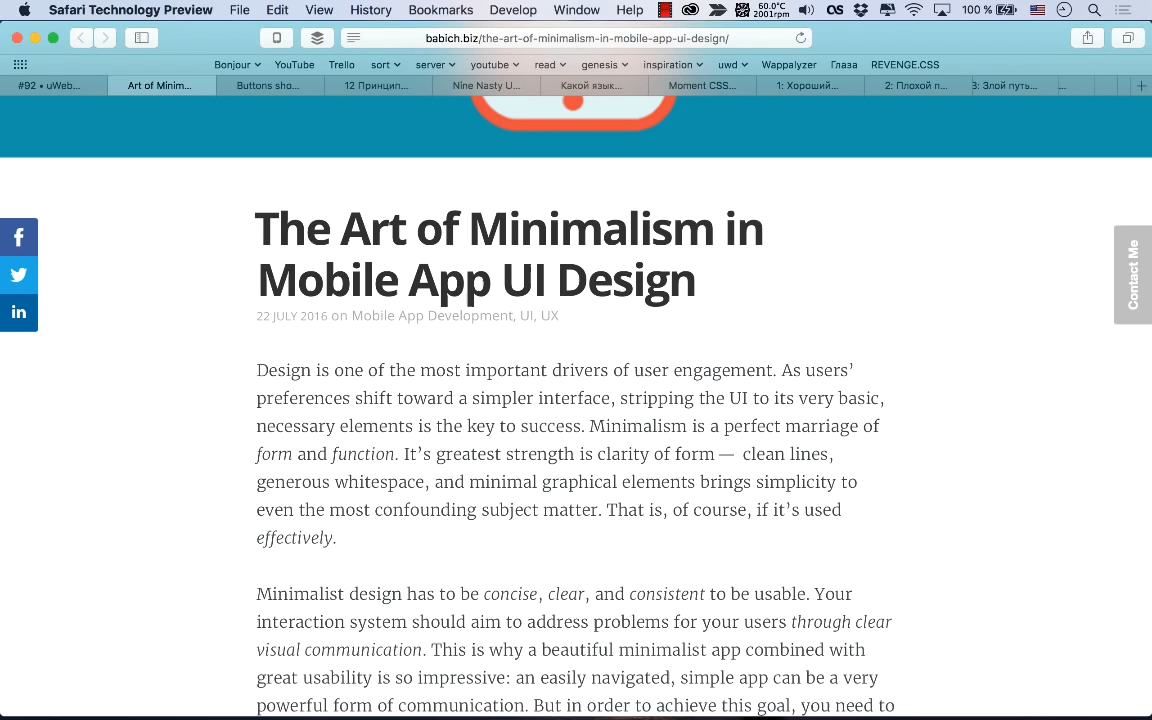 Safari Technology Preview File Edit View History Bookmarks Develop Window Help 60.0°C 2001rpm 100 %
babich.biz/the-art-of-minimalism-in-mobile-app-ui-design/
Bonjour YouTube Trello sort server youtube read genesis inspiration uwd Wappalyzer Глаза REVENGE.CSS
#92 • uWeb... Art of Minim... Buttons sho... 12 Принцип... Nine Nasty U... Какой язык... Moment CSS... 1: Хороший... 2: Плохой п... 3: Злой путь... ...
The Art of Minimalism in
Mobile App UI Design
22 JULY 2016 on Mobile App Development, UI, UX
Contact Me
Design is one of the most important drivers of user engagement. As users’
preferences shift toward a simpler interface, stripping the UI to its very basic,
necessary elements is the key to success. Minimalism is a perfect marriage of
form and function. It’s greatest strength is clarity of form — clean lines,
generous whitespace, and minimal graphical elements brings simplicity to
even the most confounding subject matter. That is, of course, if it’s used
effectively.
Minimalist design has to be concise, clear, and consistent to be usable. Your
interaction system should aim to address problems for your users through clear
visual communication. This is why a beautiful minimalist app combined with
great usability is so impressive: an easily navigated, simple app can be a very
powerful form of communication. But in order to achieve this goal, you need to